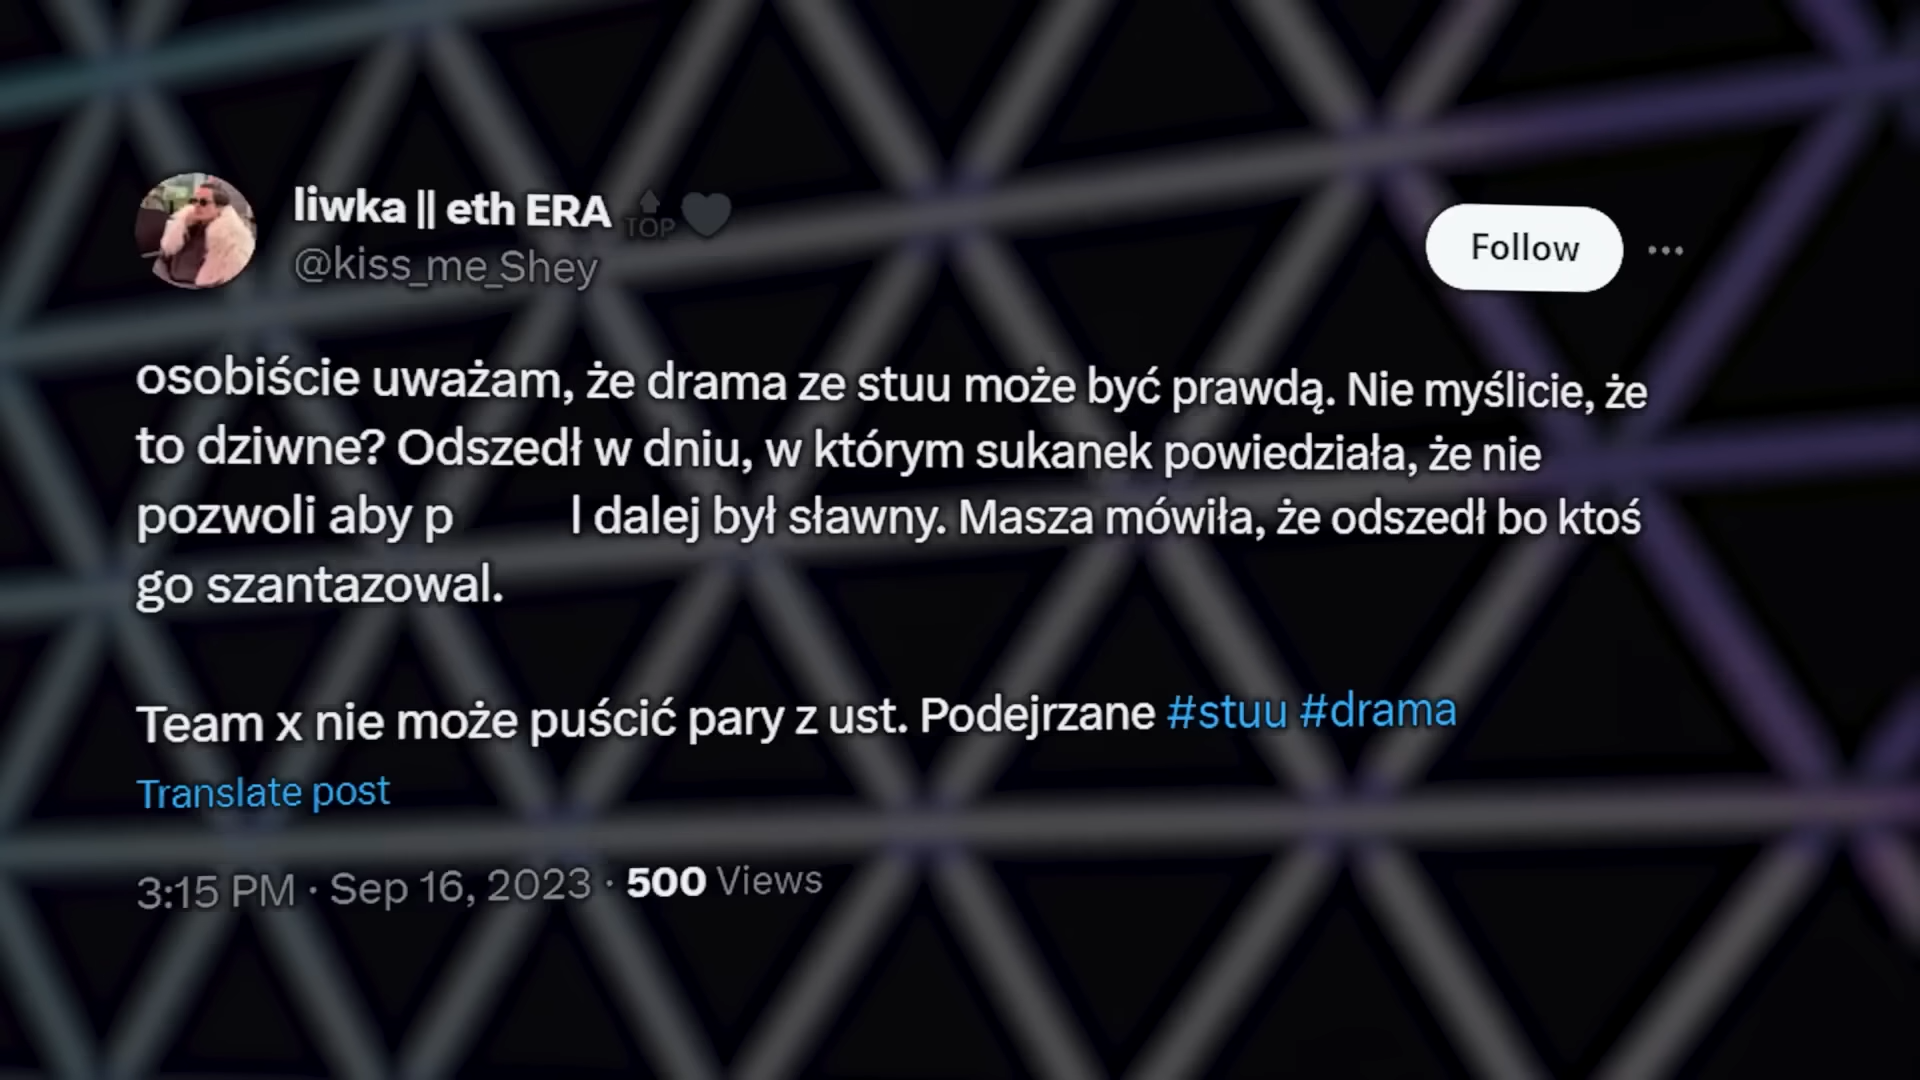 liwka || eth ERA 🔝🖤
@kiss_me_Shey
Follow
osobiście uważam, że drama ze stuu może być prawdą. Nie myślicie, że
to dziwne? Odszedł w dniu, w którym sukanek powiedziała, że nie
pozwoli aby p l dalej był sławny. Masza mówiła, że odszedł bo ktoś
go szantazowal.
Team x nie może puścić pary z ust. Podejrzane #stuu #drama
Translate post
3:15 PM · Sep 16, 2023 · 500 Views